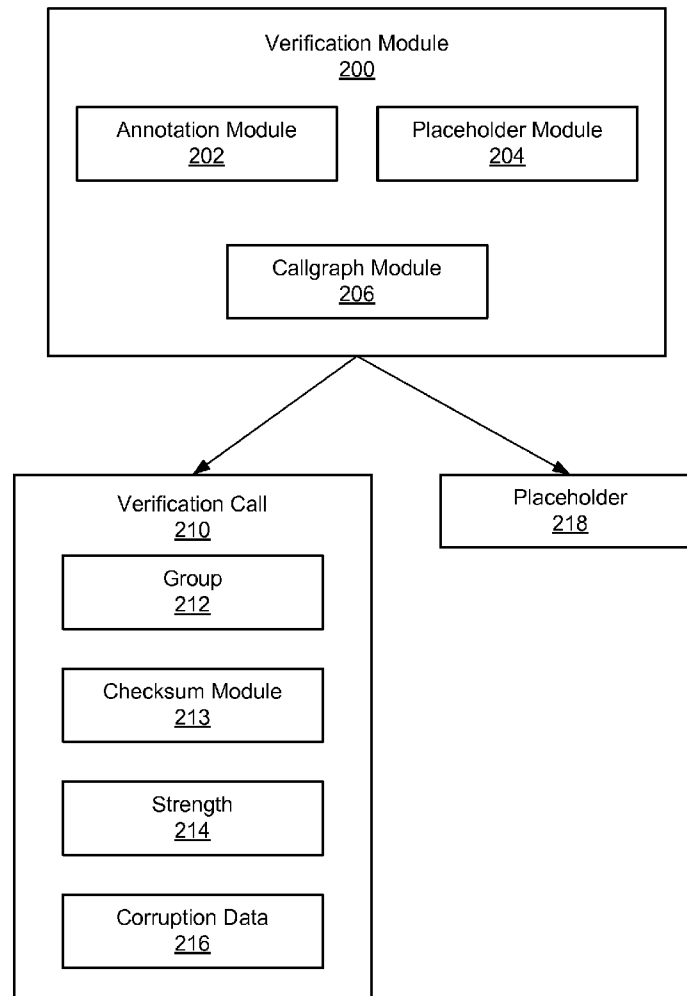 Verification Module
200
Annotation Module
202
Placeholder Module
204
Callgraph Module
206
Verification Call
210
Placeholder
218
Group
212
Checksum Module
213
Strength
214
Corruption Data
216